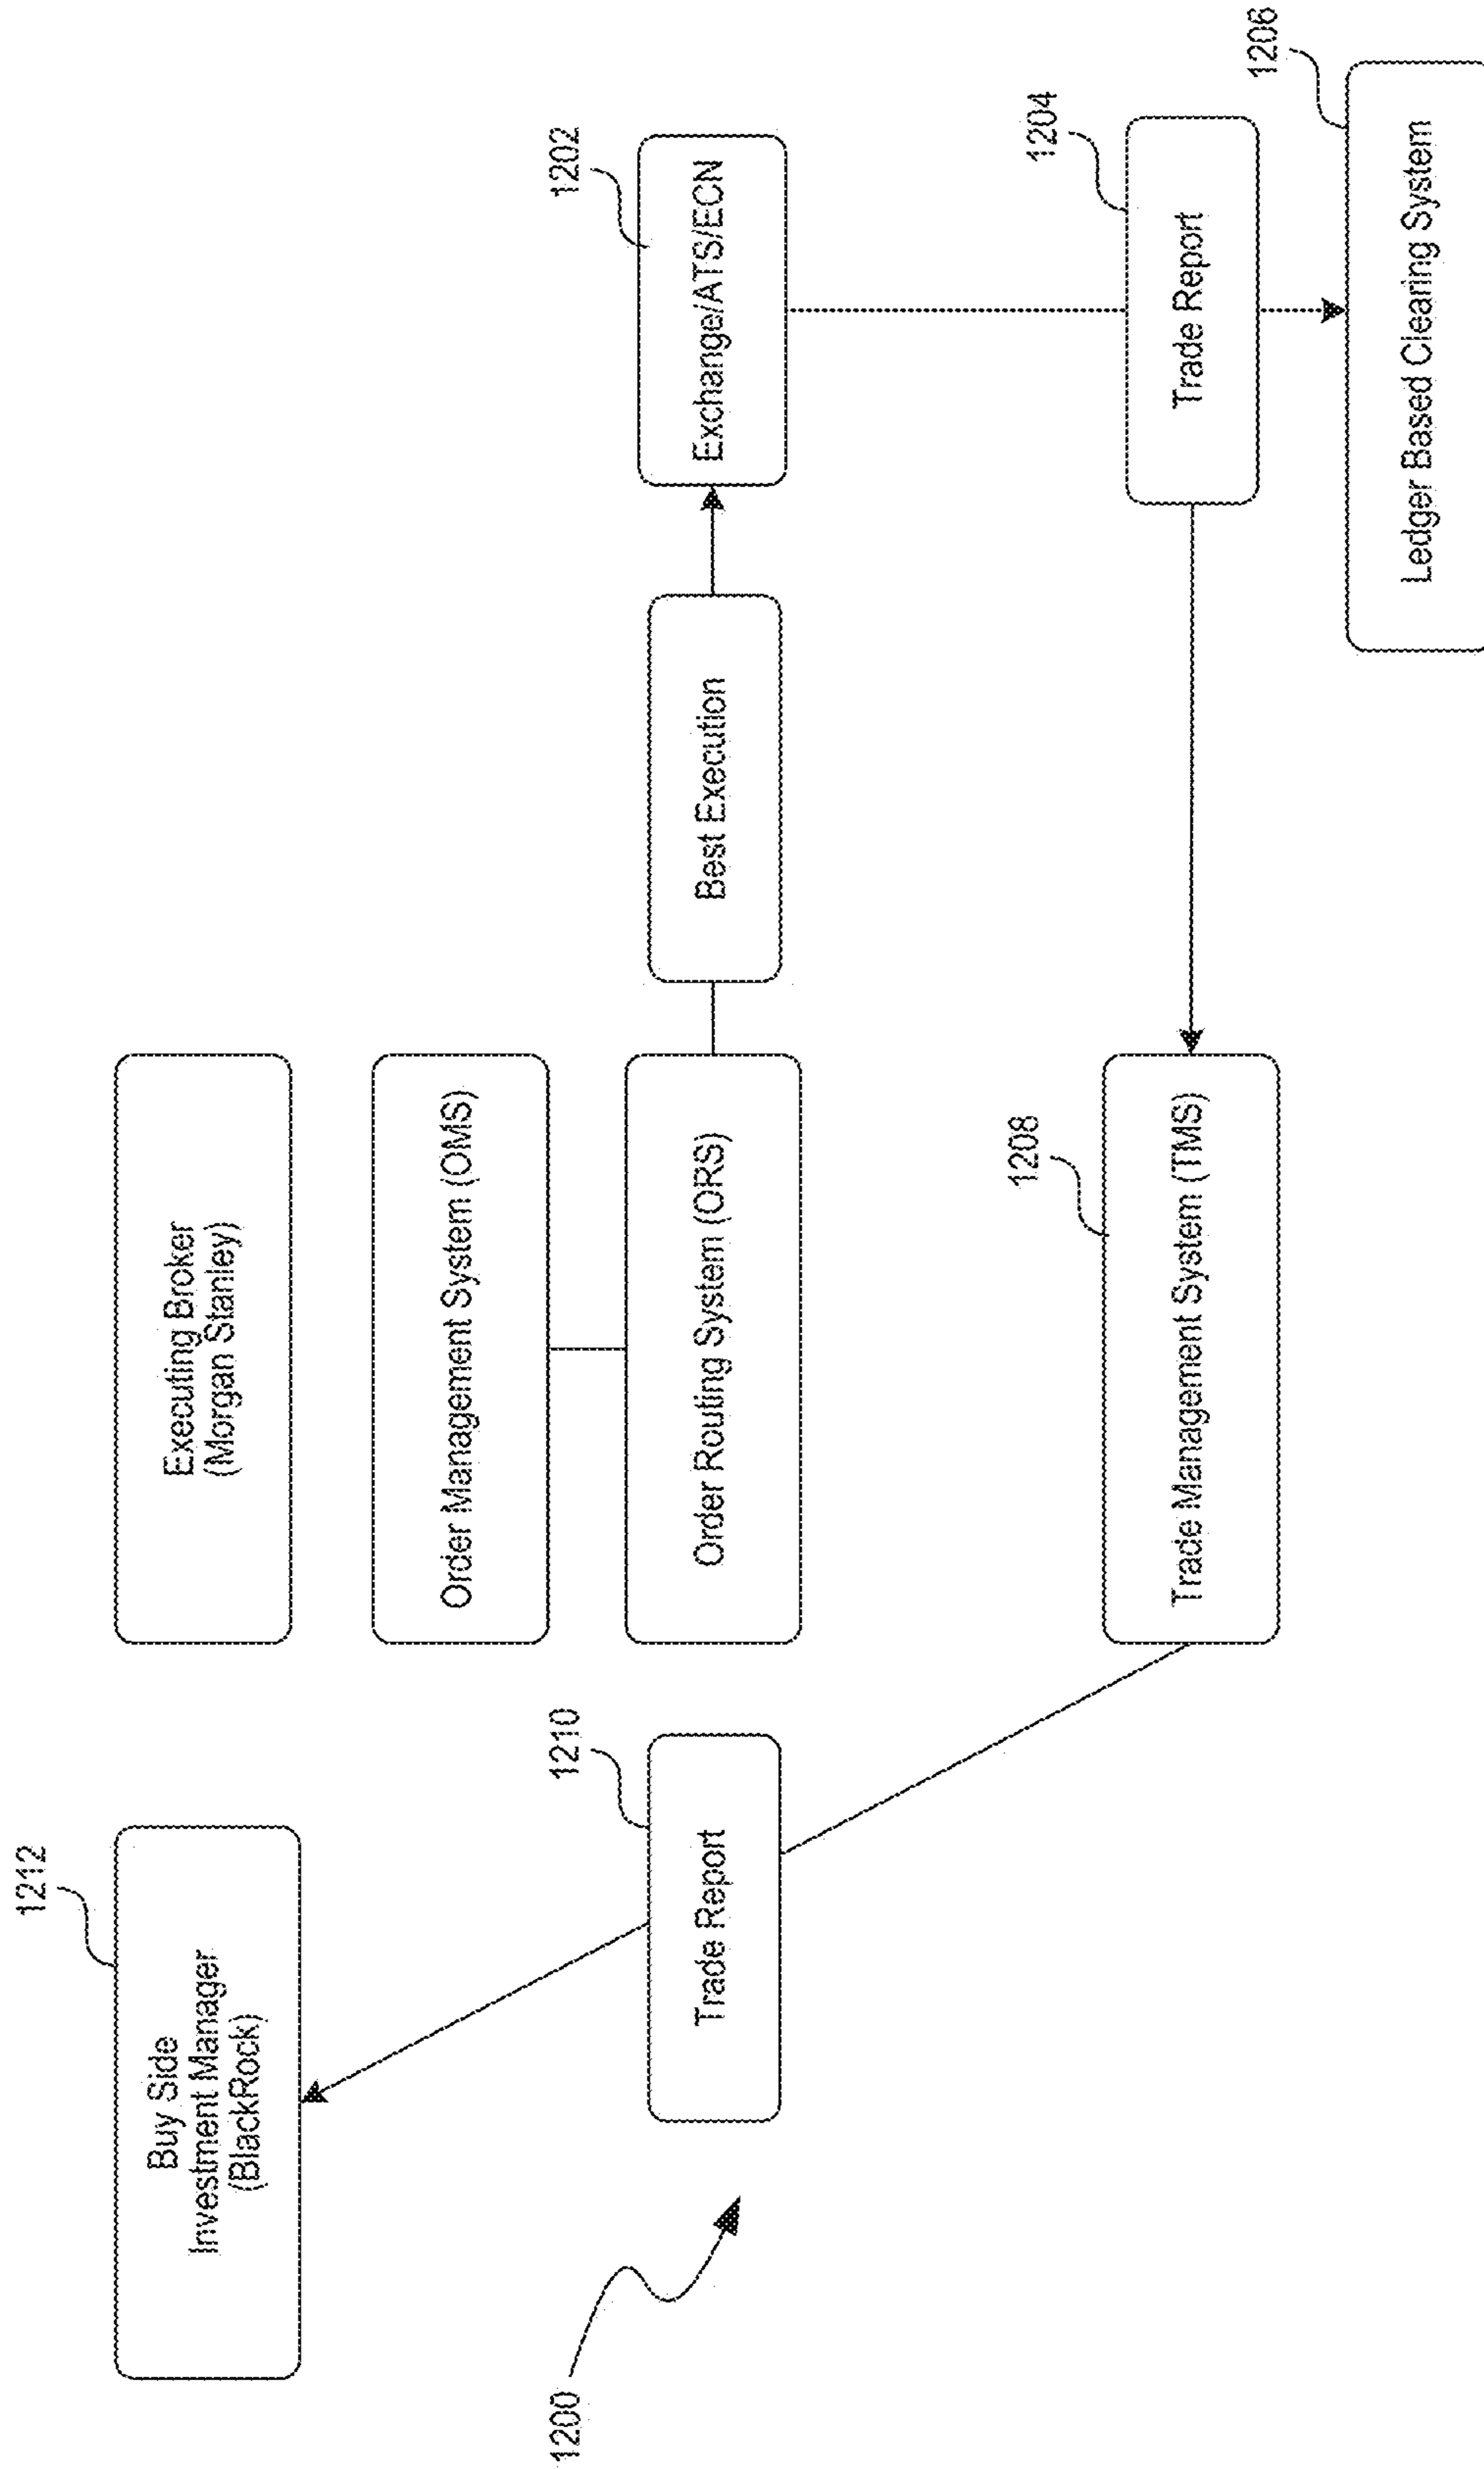 1212
Buy Side
Investment Manager
(BlackRock)
Executing Broker
(Morgan Stanley)
Order Management System (OMS)
1210
Trade Report
Order Routing System (ORS)
Best Execution
1202
Exchange/ATS/ECN
1200
1208
Trade Management System (TMS)
1204
Trade Report
1206
Ledger Based Clearing System